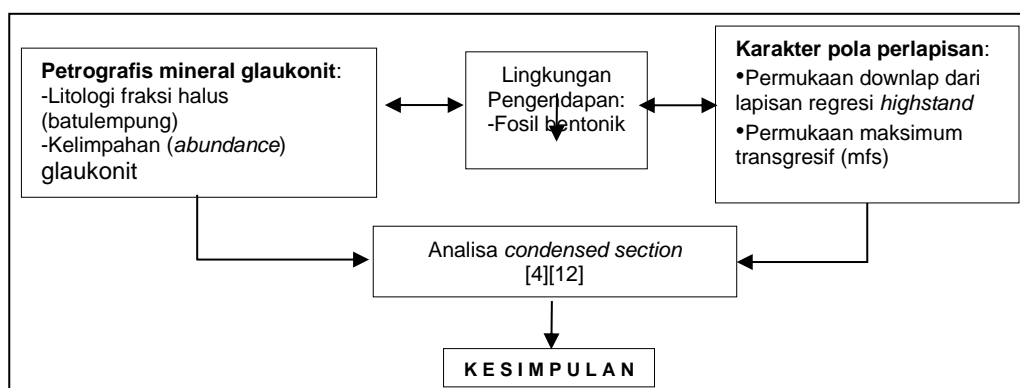 Petrografis mineral glaukonit:
-Litologi fraksi halus
(batulempung)
-Kelimpahan (abundance)
glaukonit
Lingkungan
Pengendapan:
-Fosil bentonik
Karakter pola perlapisan:
•Permukaan downlap dari
lapisan regresi highstand
•Permukaan maksimum
transgresif (mfs)
Analisa condensed section
[4][12]
K E S I M P U L A N